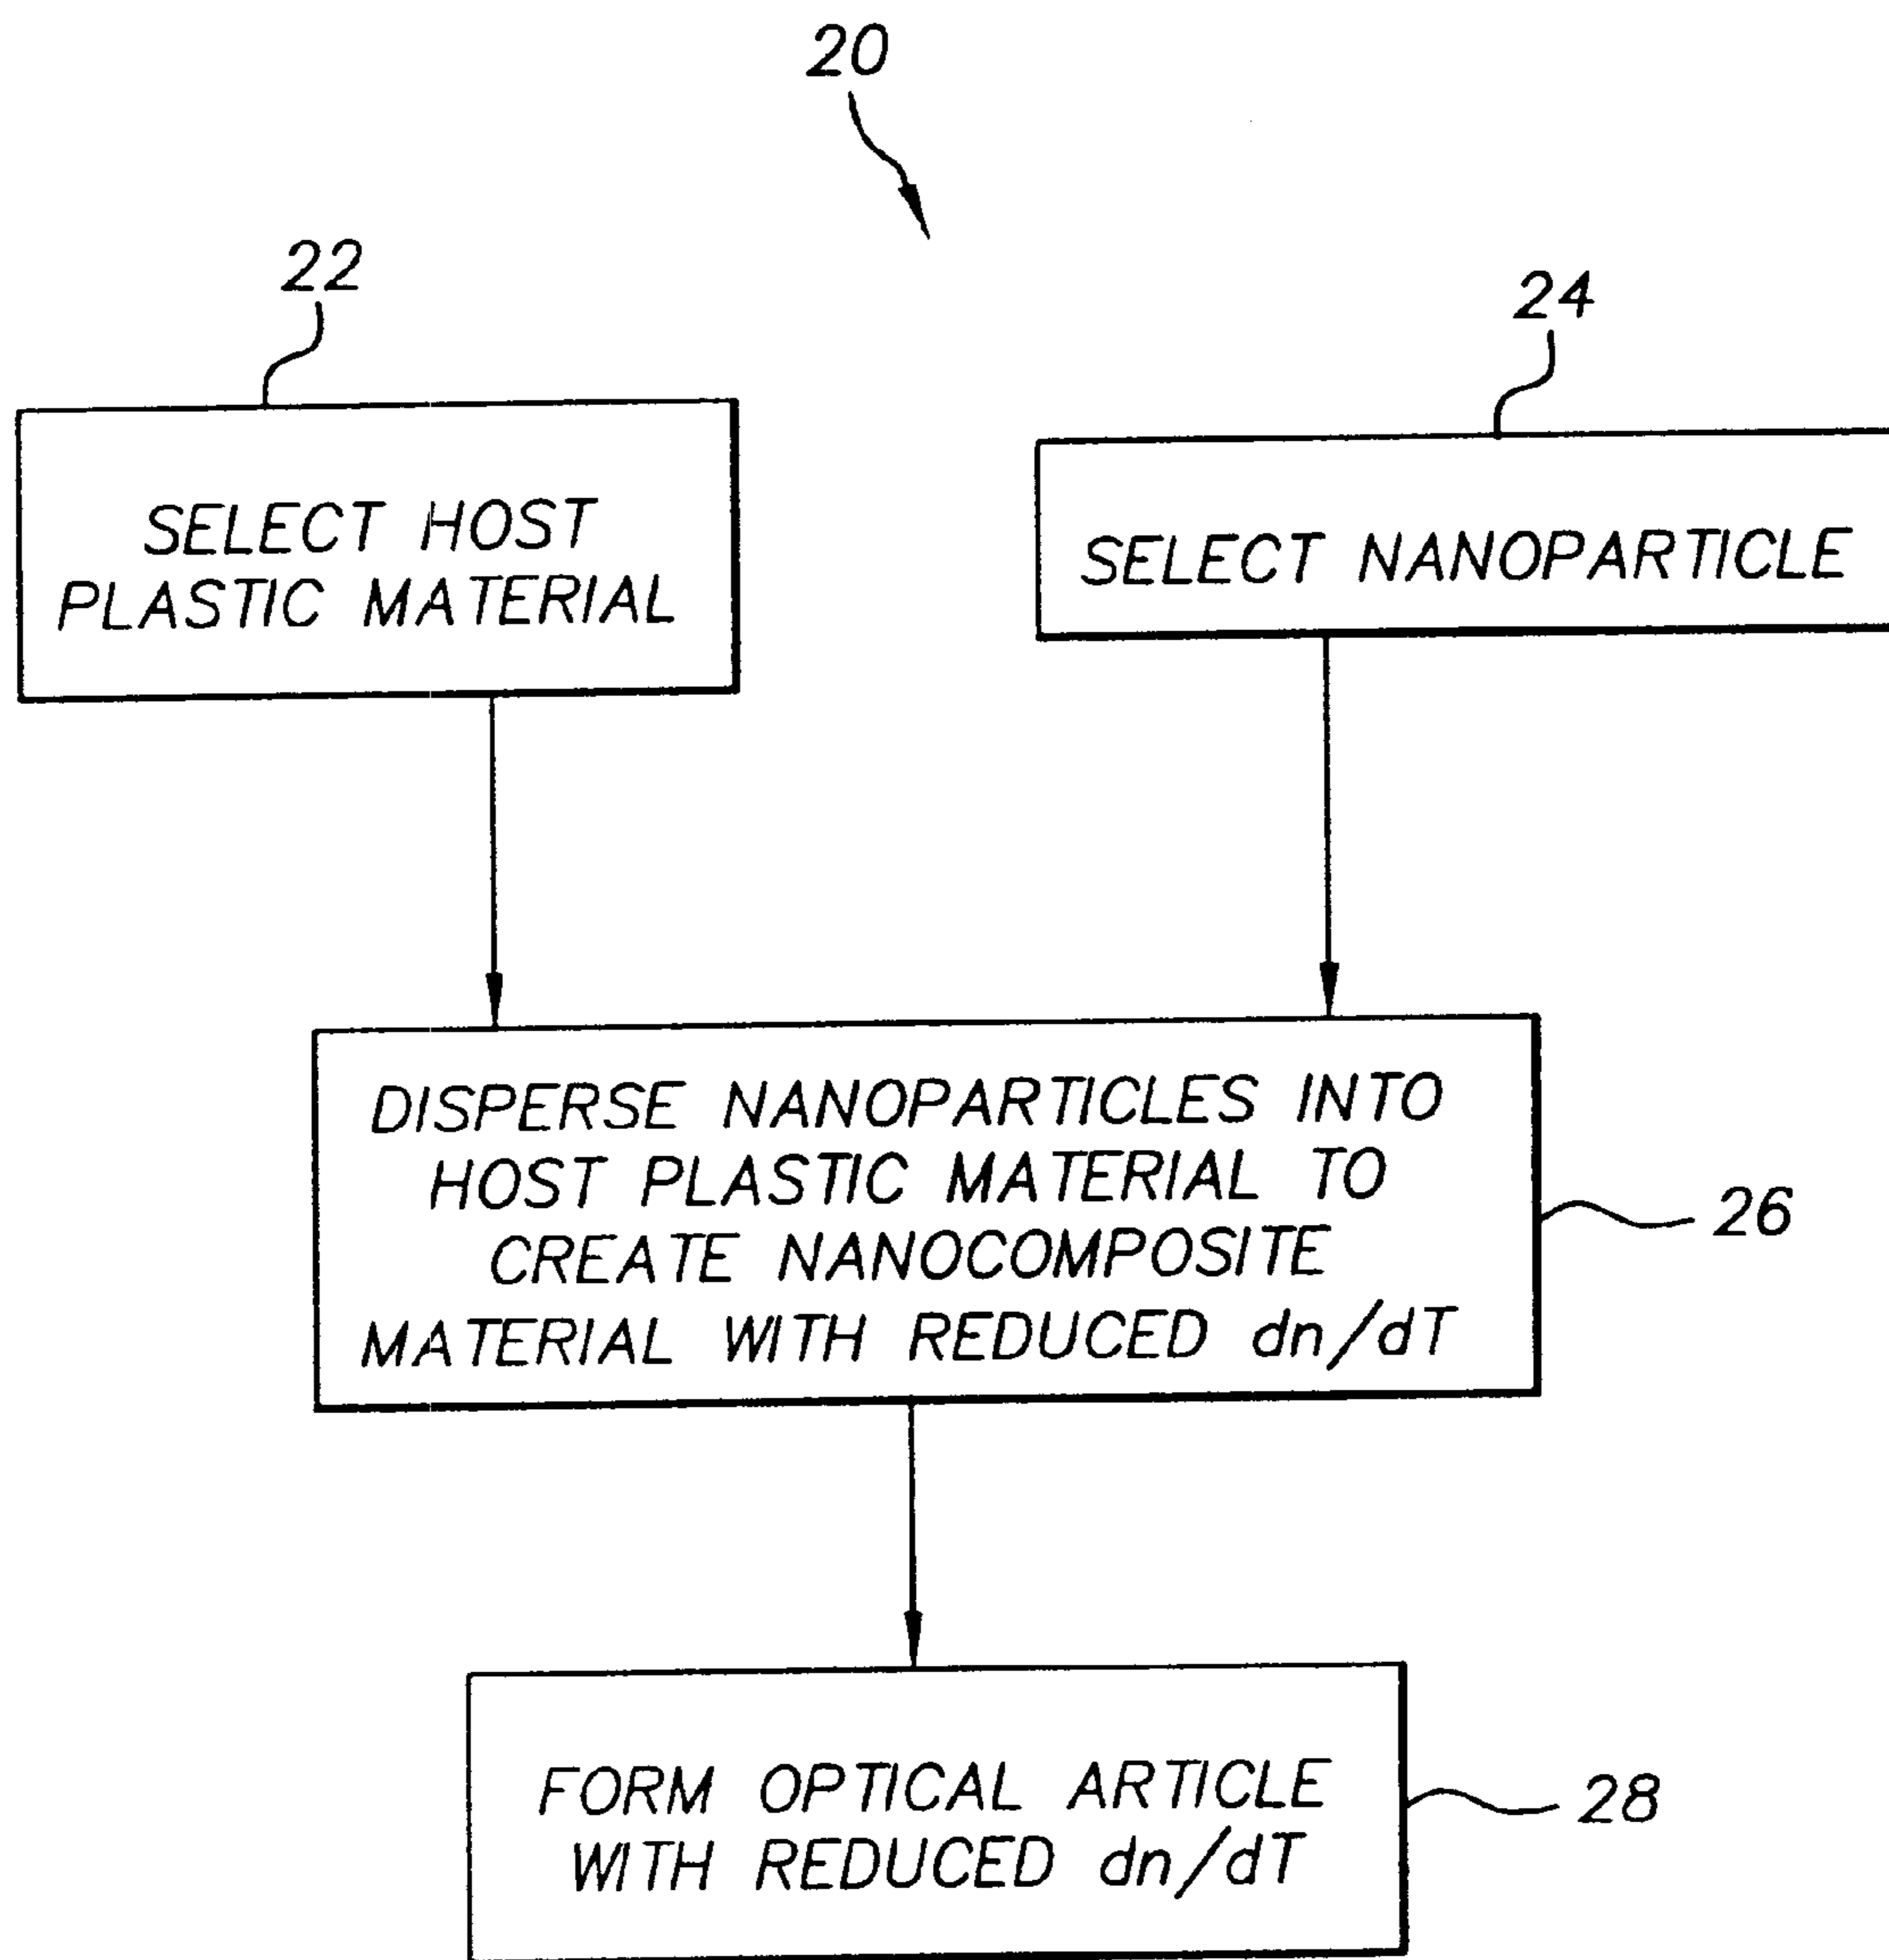 20
22
24
SELECT HOST
PLASTIC MATERIAL
SELECT NANOPARTICLE
DISPERSE NANOPARTICLES INTO
HOST PLASTIC MATERIAL TO
CREATE NANOCOMPOSITE
MATERIAL WITH REDUCED dn/dT
26
FORM OPTICAL ARTICLE
WITH REDUCED dn/dT
28